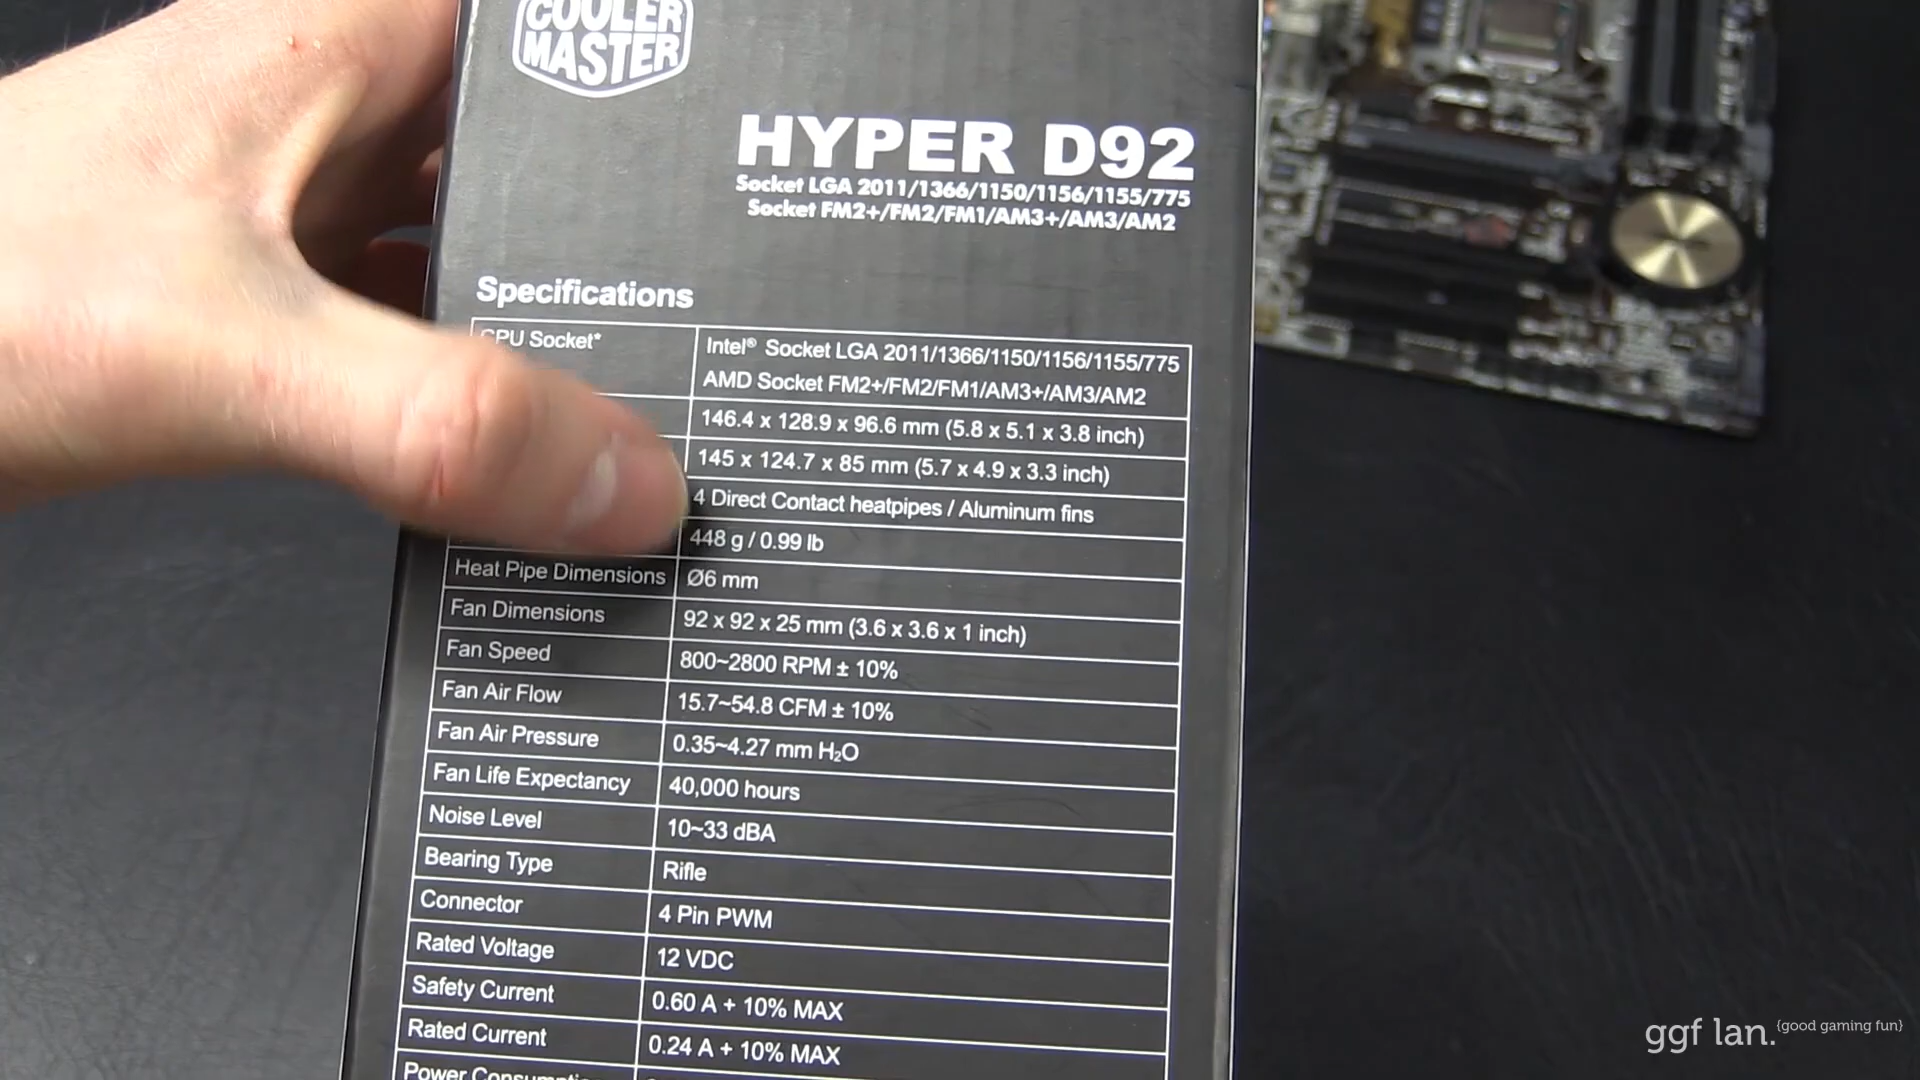 COOLER
MASTER
HYPER D92
Socket LGA 2011/1366/1150/1156/1155/775
Socket FM2+/FM2/FM1/AM3+/AM3/AM2
Specifications
CPU Socket*
Intel® Socket LGA 2011/1366/1150/1156/1155/775
AMD Socket FM2+/FM2/FM1/AM3+/AM3/AM2
146.4 x 128.9 x 96.6 mm (5.8 x 5.1 x 3.8 inch)
145 x 124.7 x 85 mm (5.7 x 4.9 x 3.3 inch)
4 Direct Contact heatpipes / Aluminum fins
448 g / 0.99 lb
Heat Pipe Dimensions Ø6 mm
Fan Dimensions 92 x 92 x 25 mm (3.6 x 3.6 x 1 inch)
Fan Speed 800~2800 RPM ± 10%
Fan Air Flow 15.7~54.8 CFM ± 10%
Fan Air Pressure 0.35~4.27 mm H₂O
Fan Life Expectancy 40,000 hours
Noise Level 10~33 dBA
Bearing Type Rifle
Connector 4 Pin PWM
Rated Voltage 12 VDC
Safety Current 0.60 A + 10% MAX
Rated Current 0.24 A + 10% MAX
Power
ggf lan. {good gaming fun}